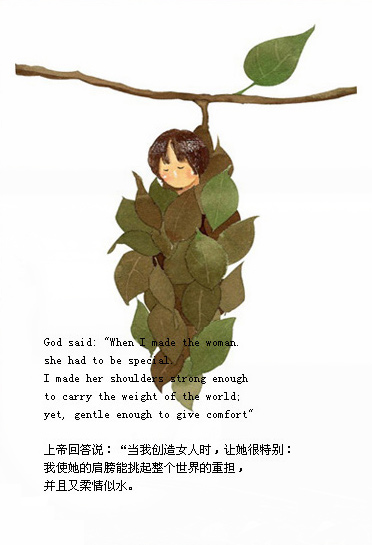 God said: "When I made the woman.
she had to be special.
I made her shoulders strong enough
to carry the weight of the world;
yet, gentle enough to give comfort"
上帝回答说：“当我创造女人时，让她很特别：
我使她的肩膀能挑起整个世界的重担，
并且又柔情似水。